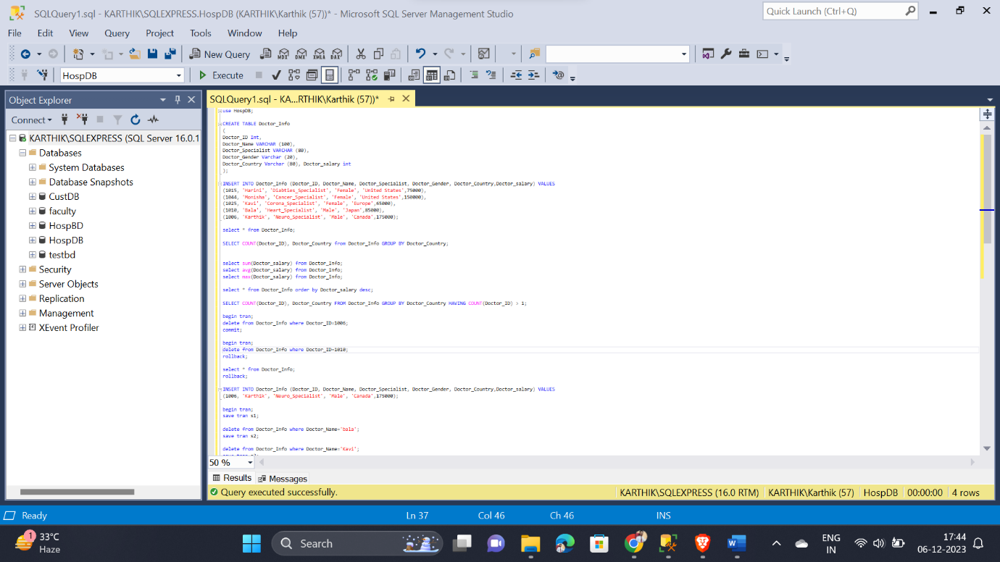 SQLQuery1.sql - KARTHIK\SQLEXPRESS.HospDB (KARTHIK\Karthik (57))* - Microsoft SQL Server Management Studio
Quick Launch (Ctrl+Q)
File Edit View Query Project Tools Window Help
New Query
MDX DMX XMLA DAX
HospDB
Execute
Object Explorer
Connect
KARTHIK\SQLEXPRESS (SQL Server 16.0.1
Databases
System Databases
Database Snapshots
CustDB
faculty
HospBD
HospDB
testbd
Security
Server Objects
Replication
Management
XEvent Profiler
SQLQuery1.sql - KA...RTHIK\Karthik (57))*
use HospDB;
CREATE TABLE Doctor_Info
(
Doctor_ID Int,
Doctor_Name VARCHAR (100),
Doctor_Specialist VARCHAR (80),
Doctor_Gender Varchar (20),
Doctor_Country Varchar (80), Doctor_salary int
);
INSERT INTO Doctor_Info (Doctor_ID, Doctor_Name, Doctor_Specialist, Doctor_Gender, Doctor_Country,Doctor_salary) VALUES
(1015, 'Harini', 'Diabties_Specialist', 'Female', 'United States',75000),
(1044, 'Monisha', 'Cancer_Specialist', 'Female', 'United States',150000),
(1025, 'Kavi', 'Corona_Specialist', 'Female', 'Europe',65000),
(1010, 'Bala', 'Heart_Specialist', 'Male', 'Japan',85000),
(1006, 'Karthik', 'Neuro_Specialist', 'Male', 'Canada',175000);
select * from Doctor_Info;
SELECT COUNT(Doctor_ID), Doctor_Country from Doctor_Info GROUP BY Doctor_Country;
select sum(Doctor_salary) from Doctor_Info;
select avg(Doctor_salary) from Doctor_Info;
select max(Doctor_salary) from Doctor_Info;
select * from Doctor_Info order by Doctor_salary desc;
SELECT COUNT(Doctor_ID), Doctor_Country FROM Doctor_Info GROUP BY Doctor_Country HAVING COUNT(Doctor_ID) > 1;
begin tran;
delete from Doctor_Info where Doctor_ID=1006;
commit;
begin tran;
delete from Doctor_Info where Doctor_ID=1010;
rollback;
select * from Doctor_Info;
rollback;
INSERT INTO Doctor_Info (Doctor_ID, Doctor_Name, Doctor_Specialist, Doctor_Gender, Doctor_Country,Doctor_salary) VALUES
(1006, 'Karthik', 'Neuro_Specialist', 'Male', 'Canada',175000);
begin tran;
save tran s1;
delete from Doctor_Info where Doctor_Name='bala';
save tran s2;
delete from Doctor_Info where Doctor_Name='Kavi';
50 %
Results Messages
Query executed successfully.
KARTHIK\SQLEXPRESS (16.0 RTM) KARTHIK\Karthik (57) HospDB 00:00:00 4 rows
Ready Ln 37 Col 46 Ch 46 INS
1
33°C
Haze
Search
ENG
IN
17:44
06-12-2023